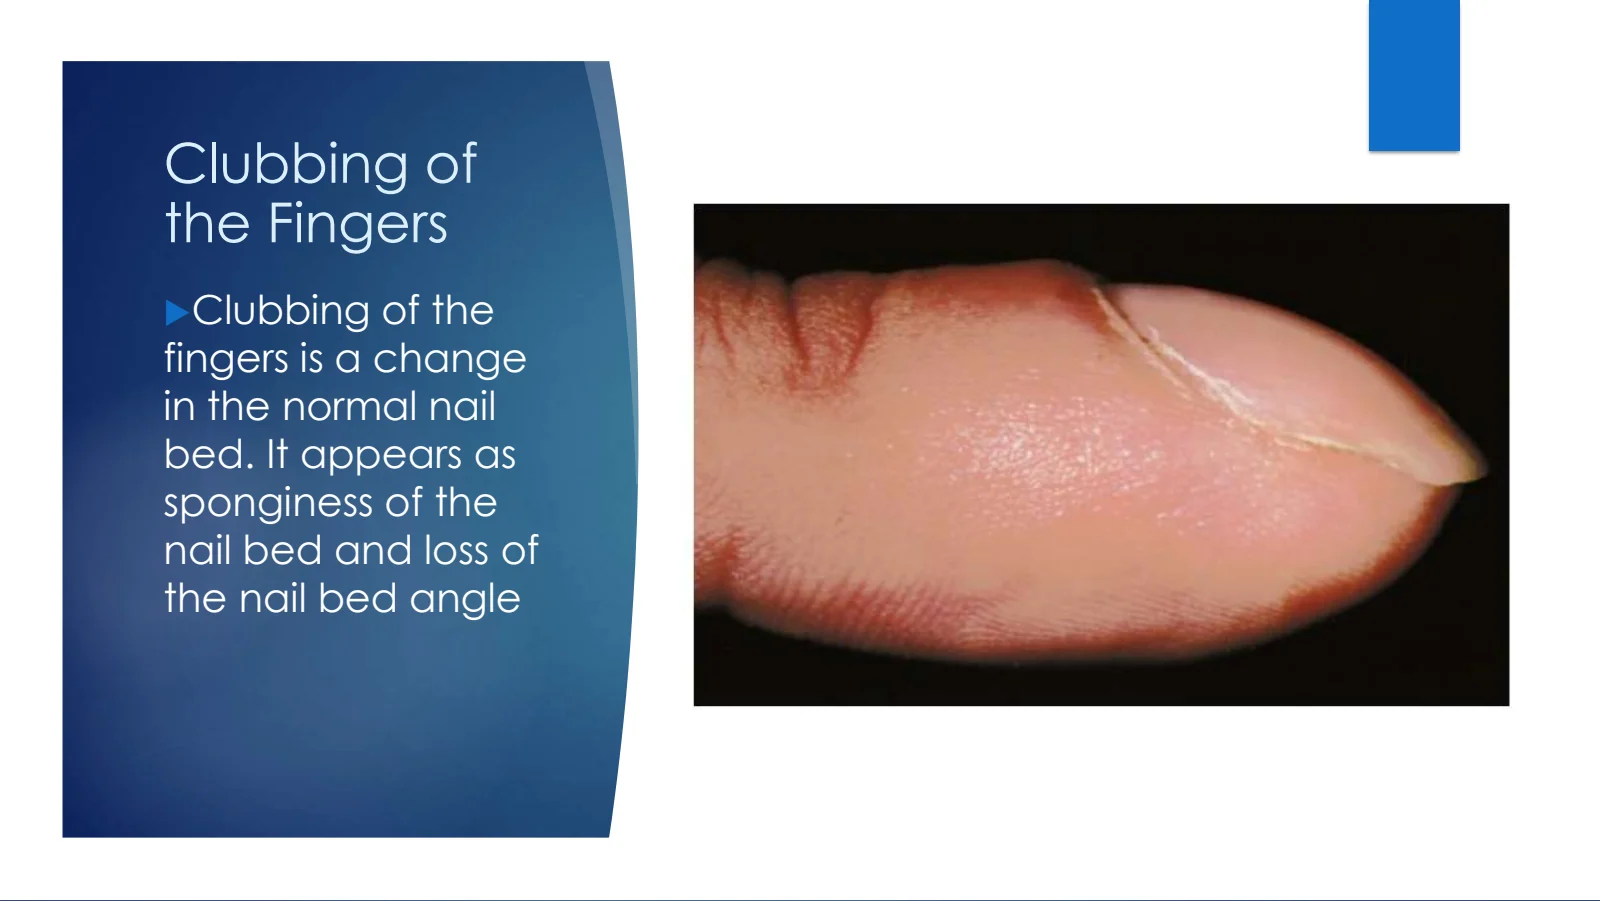 Clubbing of
the Fingers
Clubbing of the
fingers is a change
in the normal nail
bed. It appears as
sponginess of the
nail bed and loss of
the nail bed angle